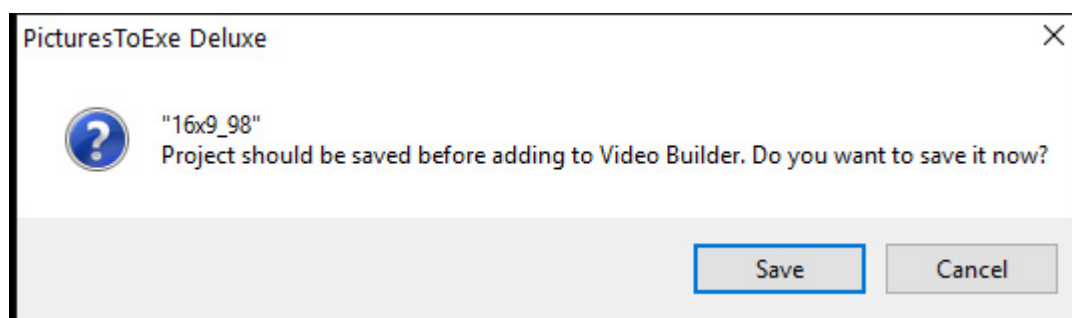 PicturesToExe Deluxe
"16x9_98"
Project should be saved before adding to Video Builder. Do you want to save it now?
Save
Cancel